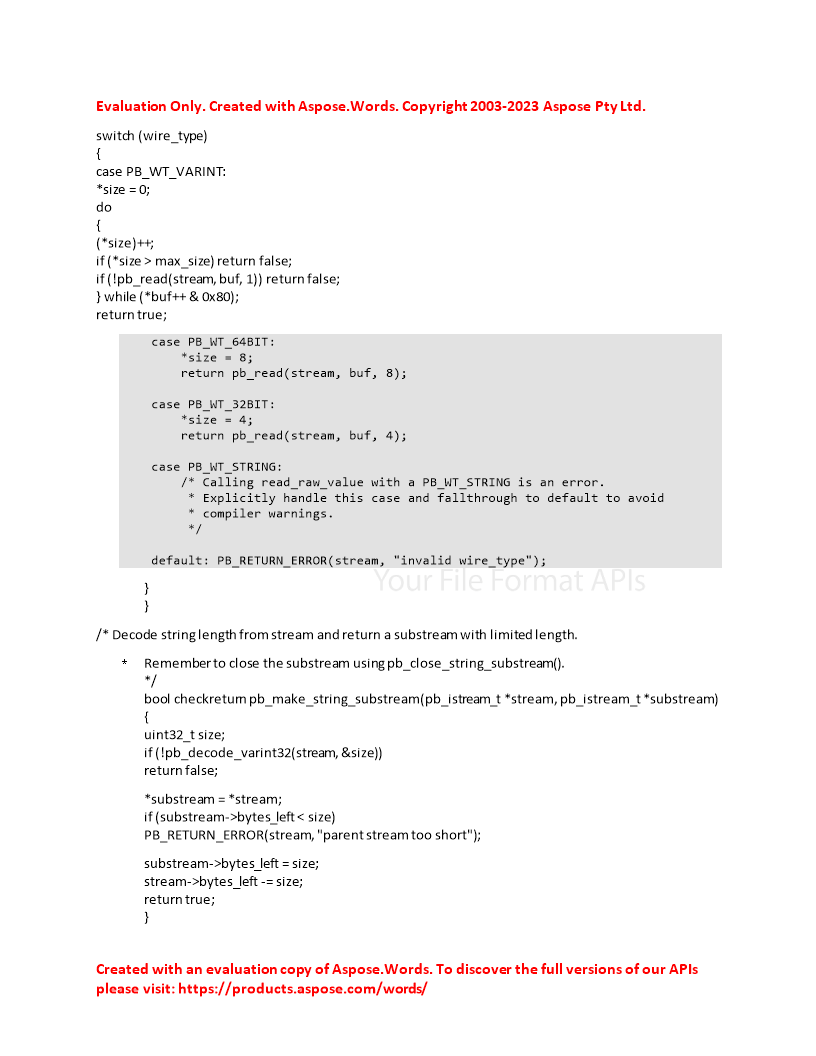 Evaluation Only. Created with Aspose.Words. Copyright 2003-2023 Aspose Pty Ltd.
switch (wire_type)
{
case PB_WT_VARINT:
*size = 0;
do
{
(*size)++;
if (*size > max_size) return false;
if (!pb_read(stream, buf, 1)) return false;
} while (*buf++ & 0x80);
return true;
case PB_WT_64BIT:
*size = 8;
return pb_read(stream, buf, 8);
case PB_WT_32BIT:
*size = 4;
return pb_read(stream, buf, 4);
case PB_WT_STRING:
/* Calling read_raw_value with a PB_WT_STRING is an error.
* Explicitly handle this case and fallthrough to default to avoid
* compiler warnings.
*/
default: PB_RETURN_ERROR(stream, "invalid wire_type");
Your File Format APIs
}
}
/* Decode string length from stream and return a substream with limited length.
* Remember to close the substream using pb_close_string_substream().
*/
bool checkreturn pb_make_string_substream(pb_istream_t *stream, pb_istream_t *substream)
{
uint32_t size;
if (!pb_decode_varint32(stream, &size))
return false;
*substream = *stream;
if (substream->bytes_left < size)
PB_RETURN_ERROR(stream, "parent stream too short");
substream->bytes_left = size;
stream->bytes_left -= size;
return true;
}
Created with an evaluation copy of Aspose.Words. To discover the full versions of our APIs
please visit: https://products.aspose.com/words/